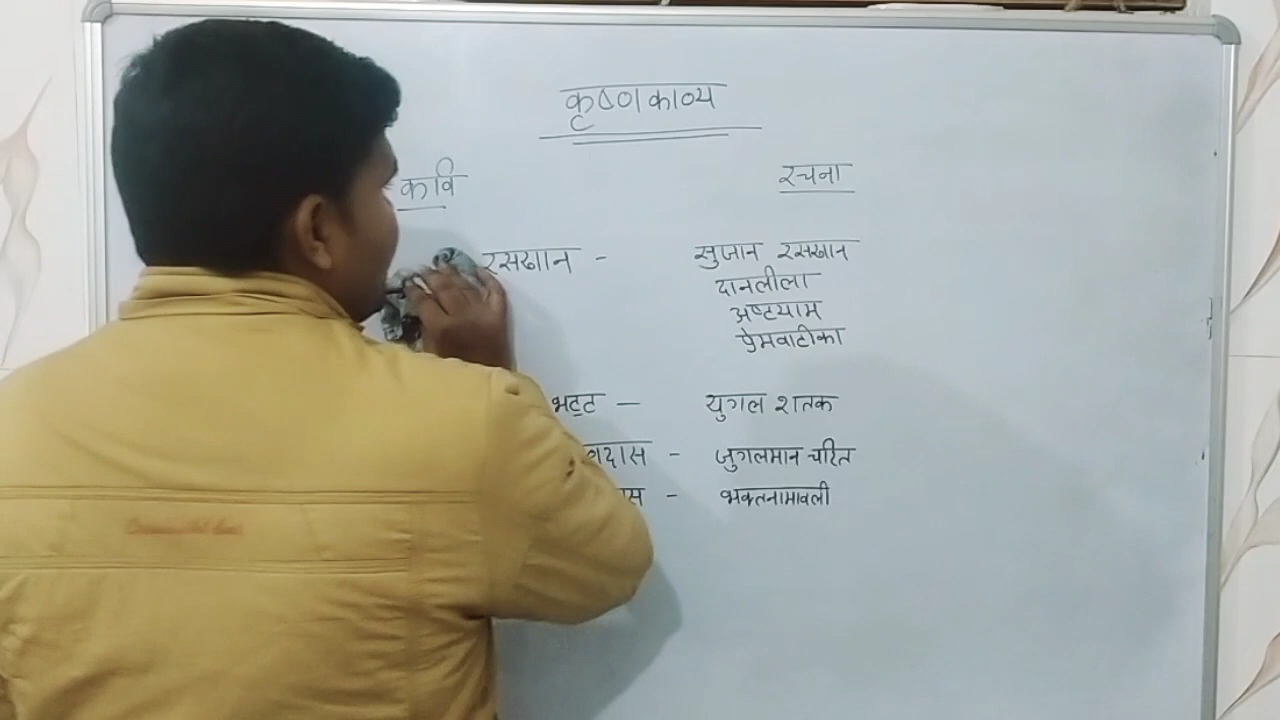 कृष्णकाव्य
कवि रचना
रसखान - सुजान रसखान
दानलीला
अष्टयाम
प्रेमवाटीका
भट्ट — युगल शतक
- जुगलमान चरित
- भक्तनामावली